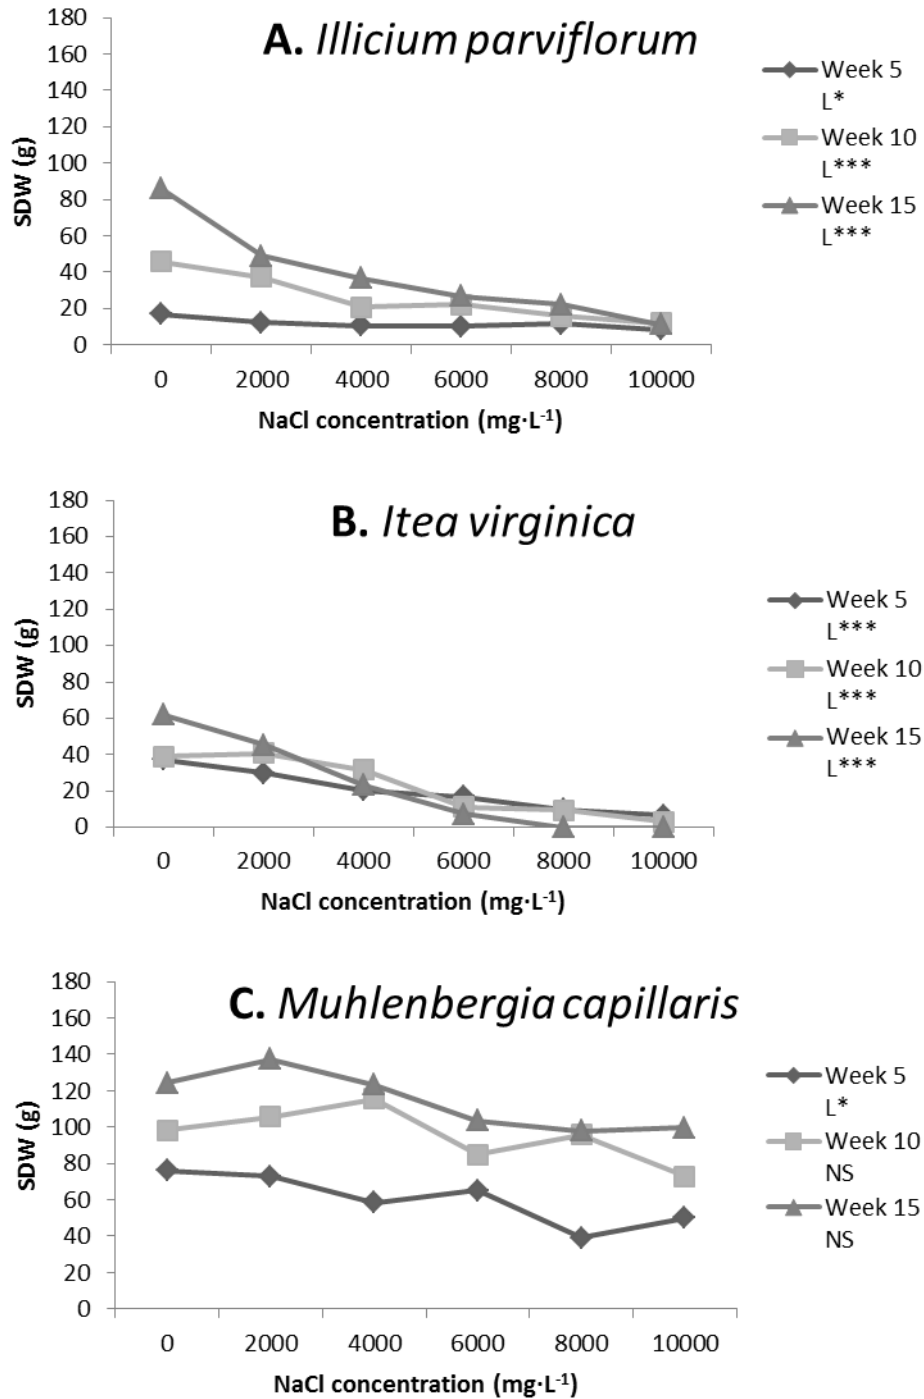 A. Illicium parviflorum
180
160
140
120
100
80
60
40
20
0
SDW (g)
0 2000 4000 6000 8000 10000
NaCl concentration (mg·L⁻¹)
Week 5
L*
Week 10
L***
Week 15
L***
B. Itea virginica
180
160
140
120
100
80
60
40
20
0
SDW (g)
0 2000 4000 6000 8000 10000
NaCl concentration (mg·L⁻¹)
Week 5
L***
Week 10
L***
Week 15
L***
C. Muhlenbergia capillaris
180
160
140
120
100
80
60
40
20
0
SDW (g)
0 2000 4000 6000 8000 10000
NaCl concentration (mg·L⁻¹)
Week 5
L*
Week 10
NS
Week 15
NS